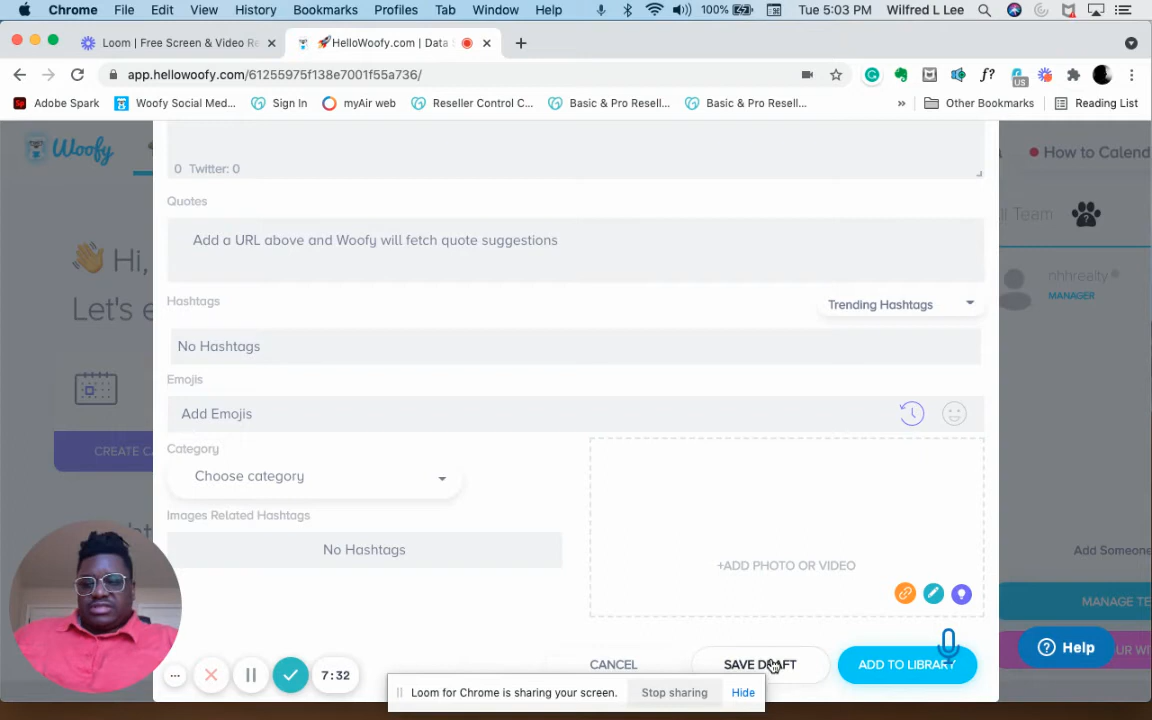 Chrome File Edit View History Bookmarks Profiles Tab Window Help 100% Tue 5:03 PM Wilfred L Lee
Loom | Free Screen & Video Re
HelloWoofy.com | Data
app.hellowoofy.com/61255975f138e7001f55a736/
US
Adobe Spark Woofy Social Med... Sign In myAir web Reseller Control C... Basic & Pro Resell... Basic & Pro Resell... » Other Bookmarks Reading List
Woofy
How to Calend
0 Twitter: 0
Quotes
Add a URL above and Woofy will fetch quote suggestions
Team
Hi,
Let's e
nhhrealty
MANAGER
Hashtags
Trending Hashtags
No Hashtags
Emojis
Add Emojis
CREATE CA
Category
Choose category
Images Related Hashtags
No Hashtags
+ADD PHOTO OR VIDEO
Add Someone
MANAGE TE
CANCEL
SAVE DRAFT
ADD TO LIBRARY
Help
UR WI
7:32
Loom for Chrome is sharing your screen. Stop sharing Hide